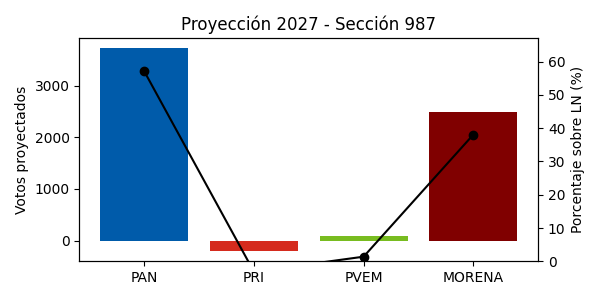 Proyección 2027 - Sección 987
Votos proyectados
3000
2000
1000
0
60
50
40
30
20
10
0
Porcentaje sobre LN (%)
PAN PRI PVEM MORENA